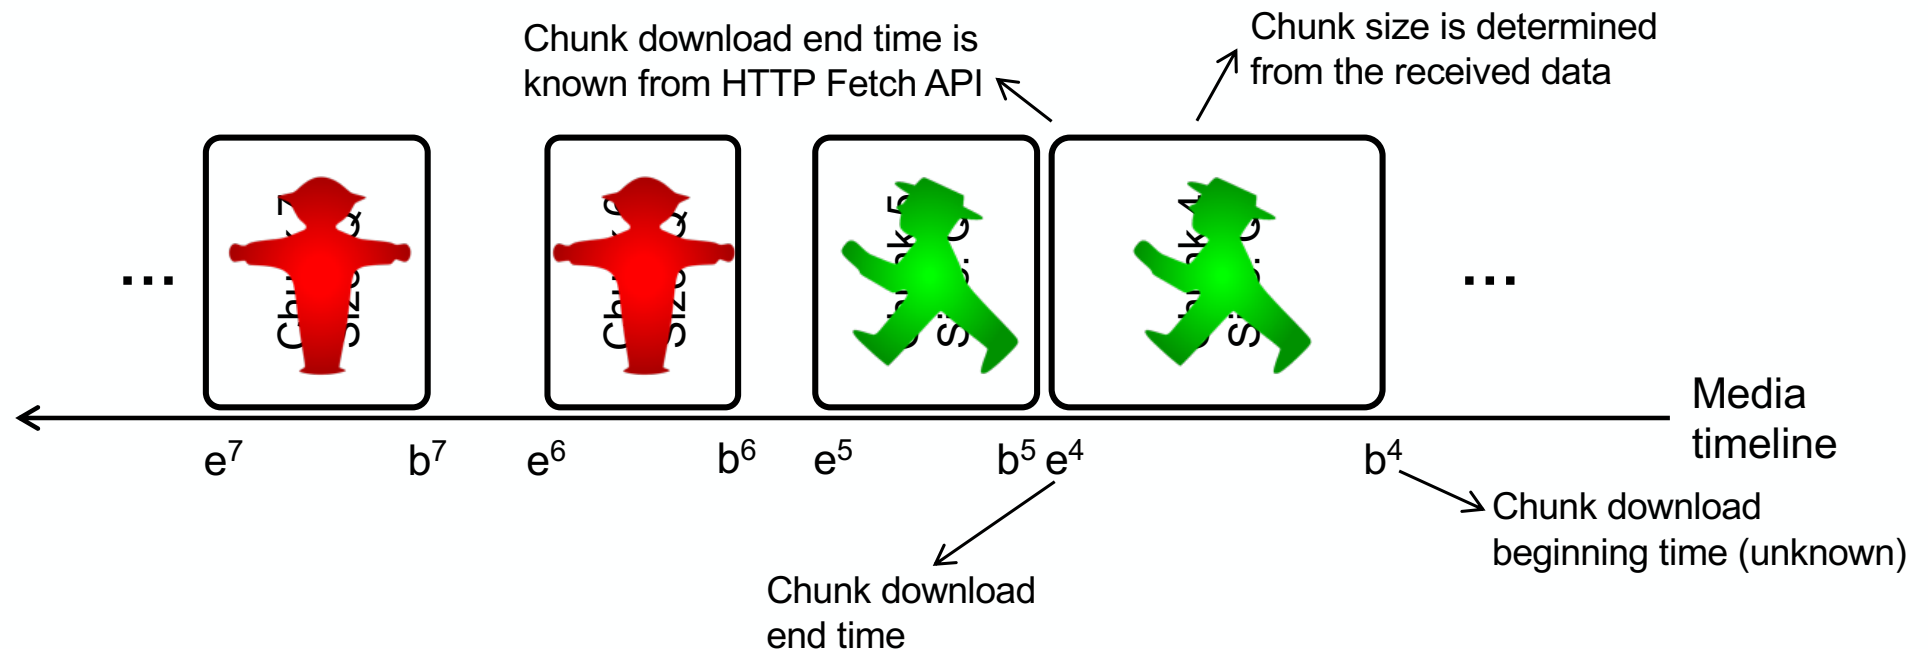 Chunk download end time is
known from HTTP Fetch API
Chunk size is determined
from the received data
...
...
Media
timeline
e⁷
b⁷
e⁶
b⁶
e⁵
b⁵
e⁴
b⁴
Chunk download
beginning time (unknown)
Chunk download
end time